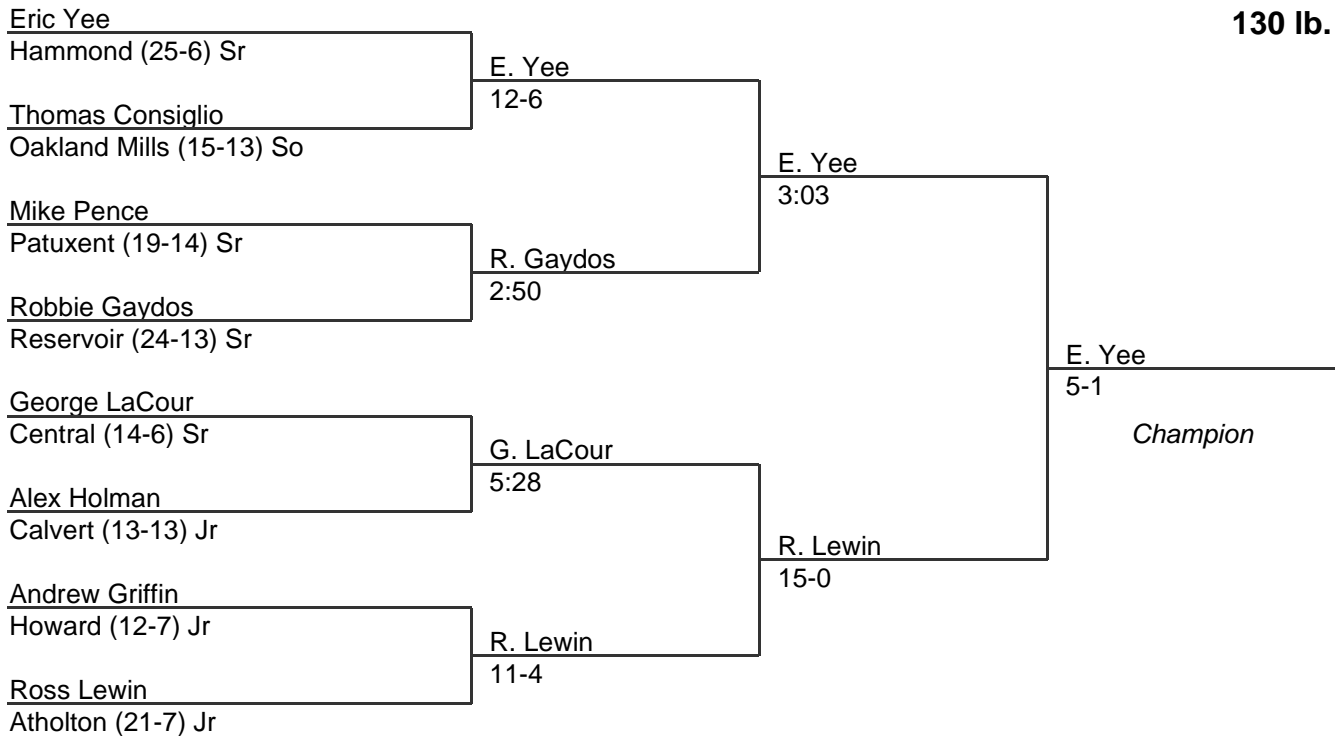 Eric Yee
130 lb.
Hammond (25-6) Sr
E. Yee
12-6
Thomas Consiglio
Oakland Mills (15-13) So
E. Yee
3:03
Mike Pence
Patuxent (19-14) Sr
R. Gaydos
2:50
Robbie Gaydos
Reservoir (24-13) Sr
E. Yee
5-1
Champion
George LaCour
Central (14-6) Sr
G. LaCour
5:28
Alex Holman
Calvert (13-13) Jr
R. Lewin
15-0
Andrew Griffin
Howard (12-7) Jr
R. Lewin
11-4
Ross Lewin
Atholton (21-7) Jr